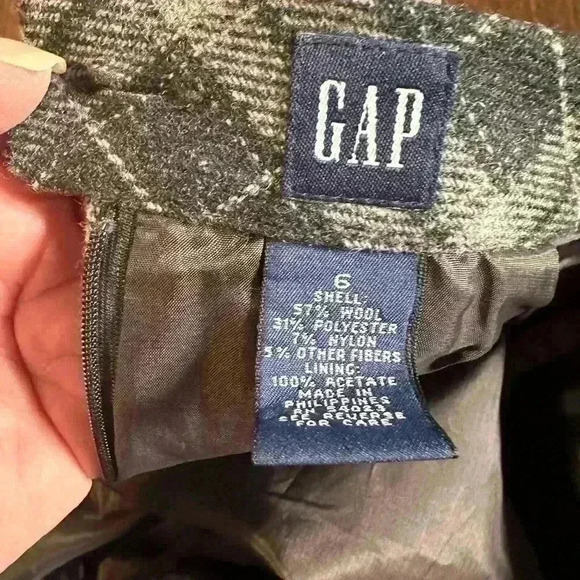 GAP
6
SHELL:
57% WOOL
31% POLYESTER
7% NYLON
5% OTHER FIBERS
LINING:
100% ACETATE
MADE IN
PHILIPPINES
RN 54023
SEE REVERSE
FOR CARE